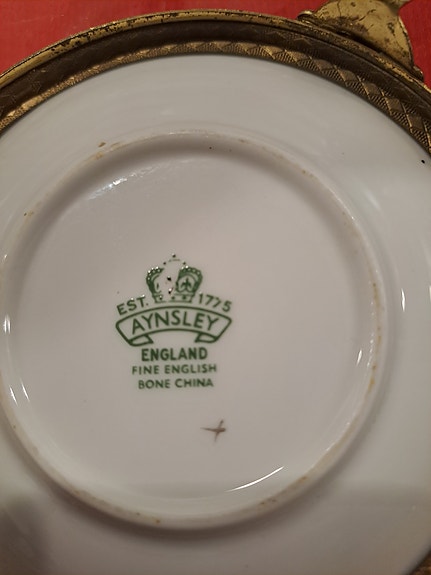 EST. 1775
AYNSLEY
ENGLAND
FINE ENGLISH
BONE CHINA